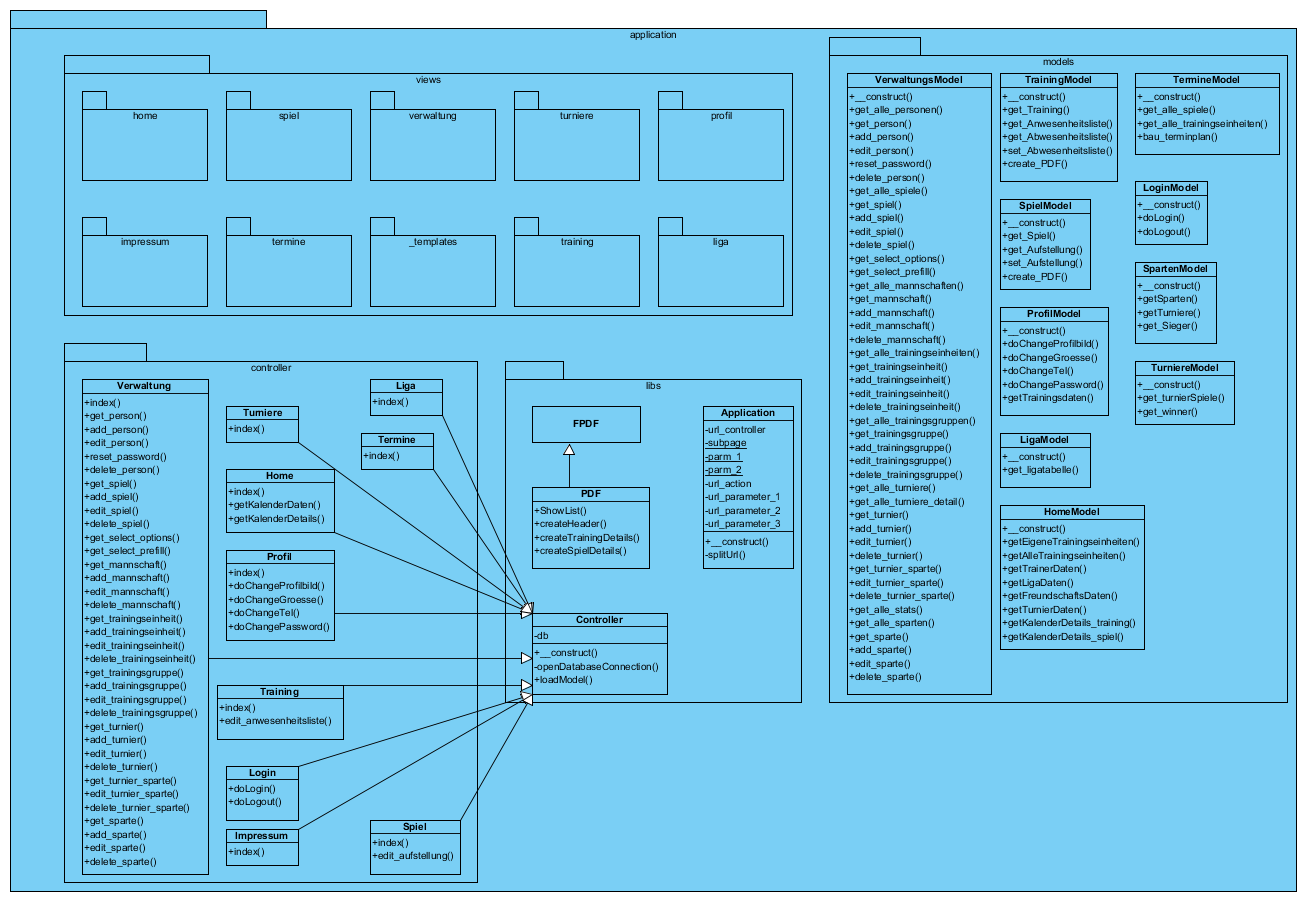 application
views
home
spiel
verwaltung
turniere
profil
impressum
termine
_templates
training
liga
controller
Verwaltung
+index()
+get_person()
+add_person()
+edit_person()
+reset_password()
+delete_person()
+get_spiel()
+add_spiel()
+edit_spiel()
+delete_spiel()
+get_select_options()
+get_select_prefill()
+get_mannschaft()
+add_mannschaft()
+edit_mannschaft()
+delete_mannschaft()
+get_trainingseinheit()
+add_trainingseinheit()
+edit_trainingseinheit()
+delete_trainingseinheit()
+get_trainingsgruppe()
+add_trainingsgruppe()
+edit_trainingsgruppe()
+delete_trainingsgruppe()
+get_turnier()
+add_turnier()
+edit_turnier()
+delete_turnier()
+get_turnier_sparte()
+edit_turnier_sparte()
+delete_turnier_sparte()
+get_sparte()
+add_sparte()
+edit_sparte()
+delete_sparte()
Turniere
+index()
Home
+index()
+getKalenderDaten()
+getKalenderDetails()
Profil
+index()
+doChangeProfilbild()
+doChangeGroesse()
+doChangeTel()
+doChangePassword()
Training
+index()
+edit_anwesenheitsliste()
Login
+doLogin()
+doLogout()
Impressum
+index()
Liga
+index()
Termine
+index()
Spiel
+index()
+edit_aufstellung()
libs
FPDF
PDF
+ShowList()
+createHeader()
+createTrainingDetails()
+createSpielDetails()
Application
-url_controller
-subpage
-parm_1
-parm_2
-url_action
-url_parameter_1
-url_parameter_2
-url_parameter_3
+__construct()
-splitUrl()
Controller
-db
+__construct()
-openDatabaseConnection()
+loadModel()
models
VerwaltungsModel
+__construct()
+get_alle_personen()
+get_person()
+add_person()
+edit_person()
+reset_password()
+delete_person()
+get_alle_spiele()
+get_spiel()
+add_spiel()
+edit_spiel()
+delete_spiel()
+get_select_options()
+get_select_prefill()
+get_alle_mannschaften()
+get_mannschaft()
+add_mannschaft()
+edit_mannschaft()
+delete_mannschaft()
+get_alle_trainingseinheiten()
+get_trainingseinheit()
+add_trainingseinheit()
+edit_trainingseinheit()
+delete_trainingseinheit()
+get_alle_trainingsgruppen()
+get_trainingsgruppe()
+add_trainingsgruppe()
+edit_trainingsgruppe()
+delete_trainingsgruppe()
+get_alle_turniere()
+get_alle_turniere_detail()
+get_turnier()
+add_turnier()
+edit_turnier()
+delete_turnier()
+get_turnier_sparte()
+edit_turnier_sparte()
+delete_turnier_sparte()
+get_alle_stats()
+get_alle_sparten()
+get_sparte()
+add_sparte()
+edit_sparte()
+delete_sparte()
TrainingModel
+__construct()
+get_Training()
+get_Anwesenheitsliste()
+get_Abwesenheitsliste()
+set_Abwesenheitsliste()
+create_PDF()
SpielModel
+__construct()
+get_Spiel()
+get_Aufstellung()
+set_Aufstellung()
+create_PDF()
ProfilModel
+__construct()
+doChangeProfilbild()
+doChangeGroesse()
+doChangeTel()
+doChangePassword()
+getTrainingsdaten()
LigaModel
+__construct()
+get_ligatabelle()
HomeModel
+__construct()
+getEigeneTrainingseinheiten()
+getAlleTrainingseinheiten()
+getTrainerDaten()
+getLigaDaten()
+getFreundschaftsDaten()
+getTurnierDaten()
+getKalenderDetails_training()
+getKalenderDetails_spiel()
TermineModel
+__construct()
+get_alle_spiele()
+get_alle_trainingseinheiten()
+bau_terminplan()
LoginModel
+__construct()
+doLogin()
+doLogout()
SpartenModel
+__construct()
+getSparten()
+getTurniere()
+get_Sieger()
TurniereModel
+__construct()
+get_turnierSpiele()
+get_winner()